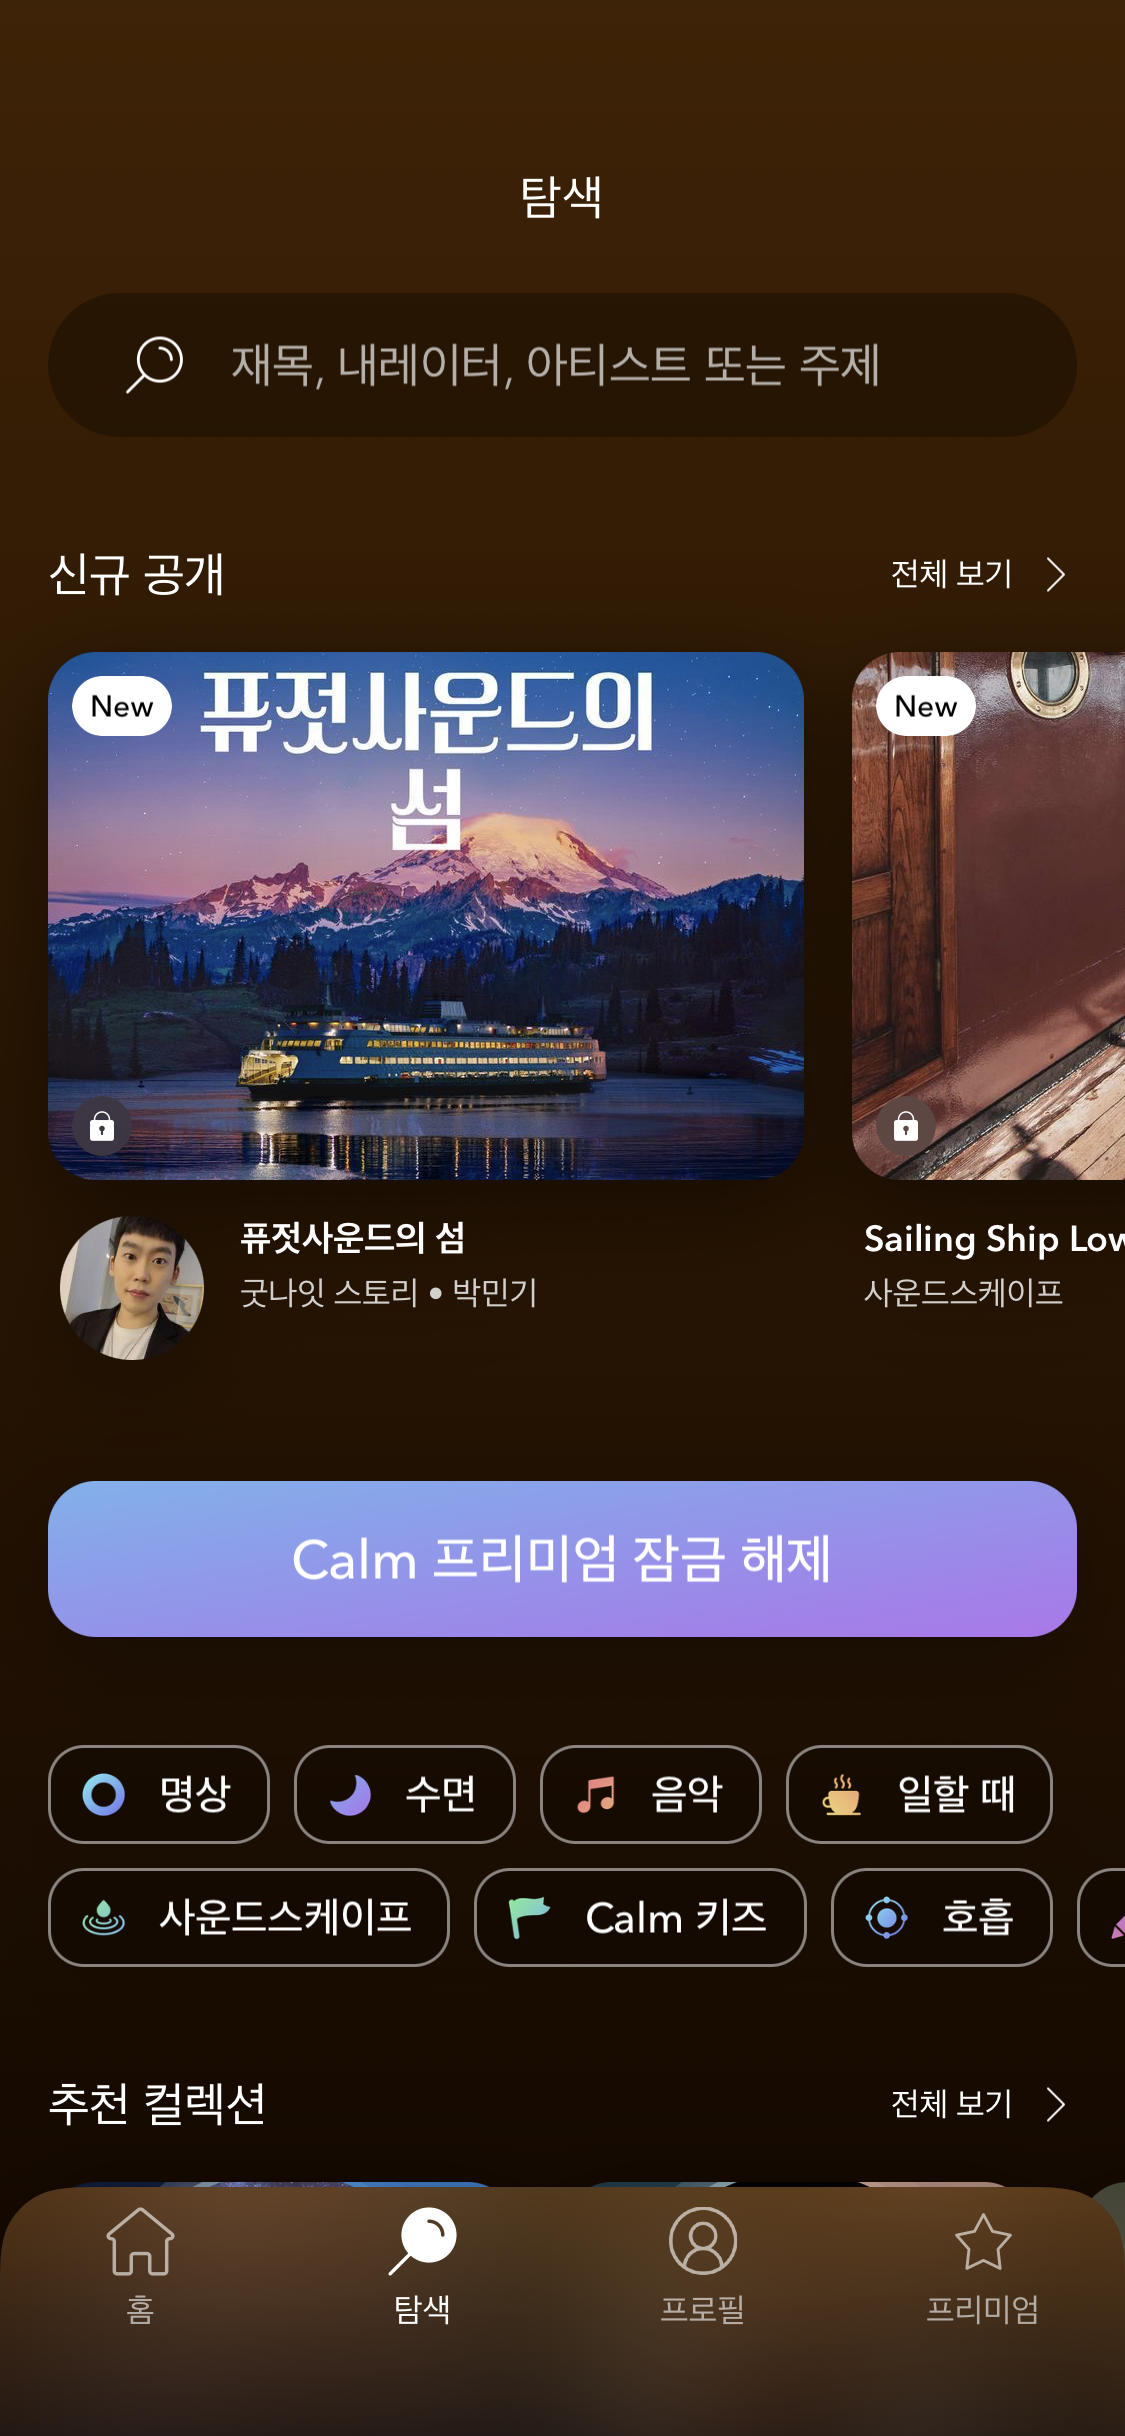 탐색
재목, 내레이터, 아티스트 또는 주제
신규 공개
전체 보기
New
퓨젓사운드의
섬
New
퓨젓사운드의 섬
굿나잇 스토리 • 박민기
Sailing Ship Low
사운드스케이프
Calm 프리미엄 잠금 해제
명상
수면
음악
일할 때
사운드스케이프
Calm 키즈
호흡
추천 컬렉션
전체 보기
홈
탐색
프로필
프리미엄